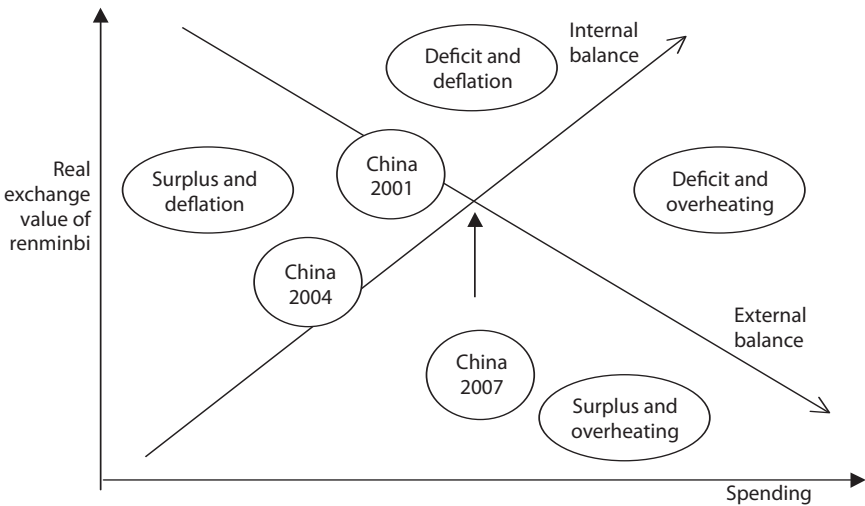 Internal
balance
Deficit and
deflation
Real
exchange
value of
renminbi
Surplus and
deflation
China
2001
Deficit and
overheating
China
2004
External
balance
China
2007
Surplus and
overheating
Spending